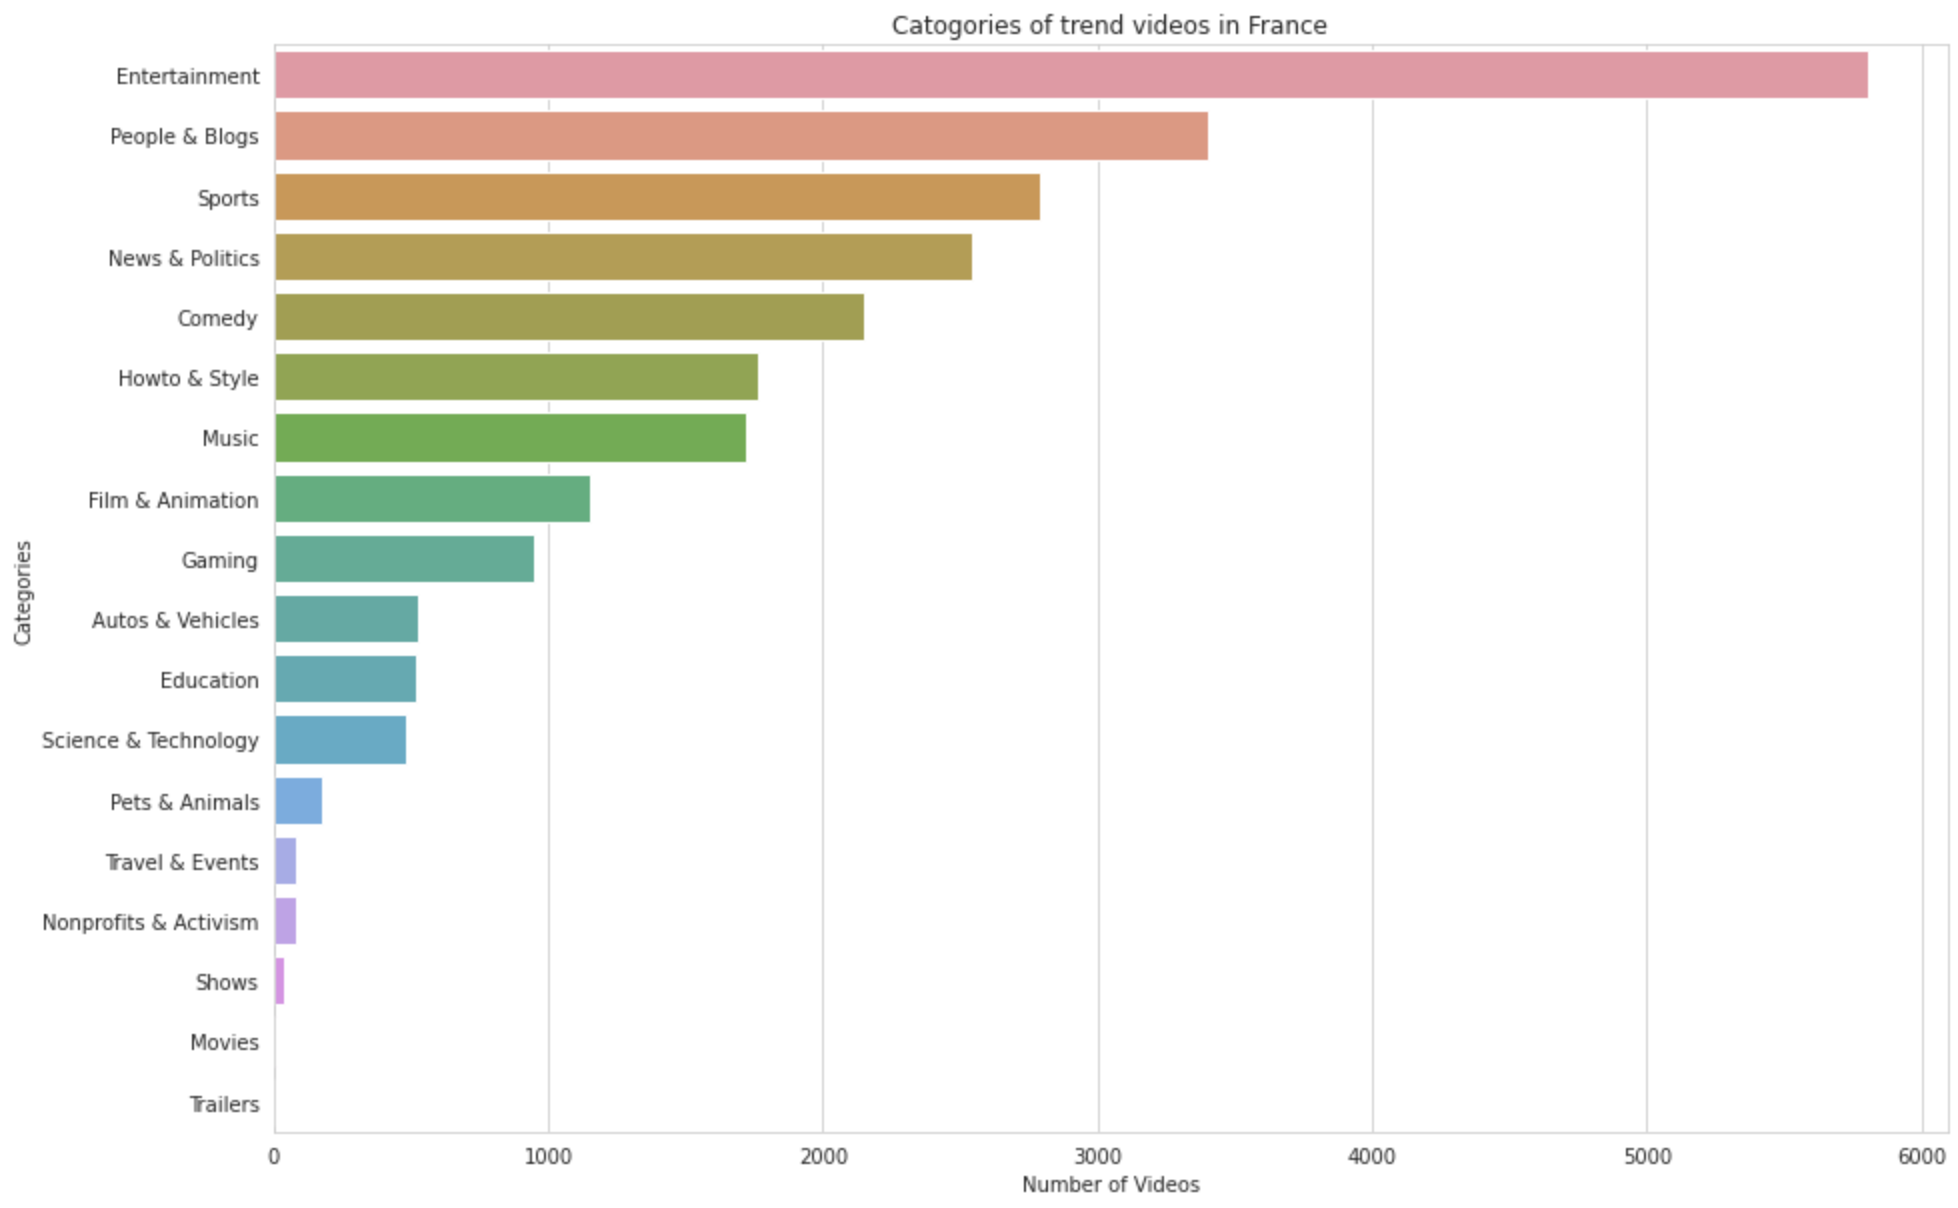 Catogories of trend videos in France
Entertainment
People & Blogs
Sports
News & Politics
Comedy
Howto & Style
Music
Film & Animation
Gaming
Autos & Vehicles
Education
Science & Technology
Pets & Animals
Travel & Events
Nonprofits & Activism
Shows
Movies
Trailers
Categories
0 1000 2000 3000 4000 5000 6000
Number of Videos